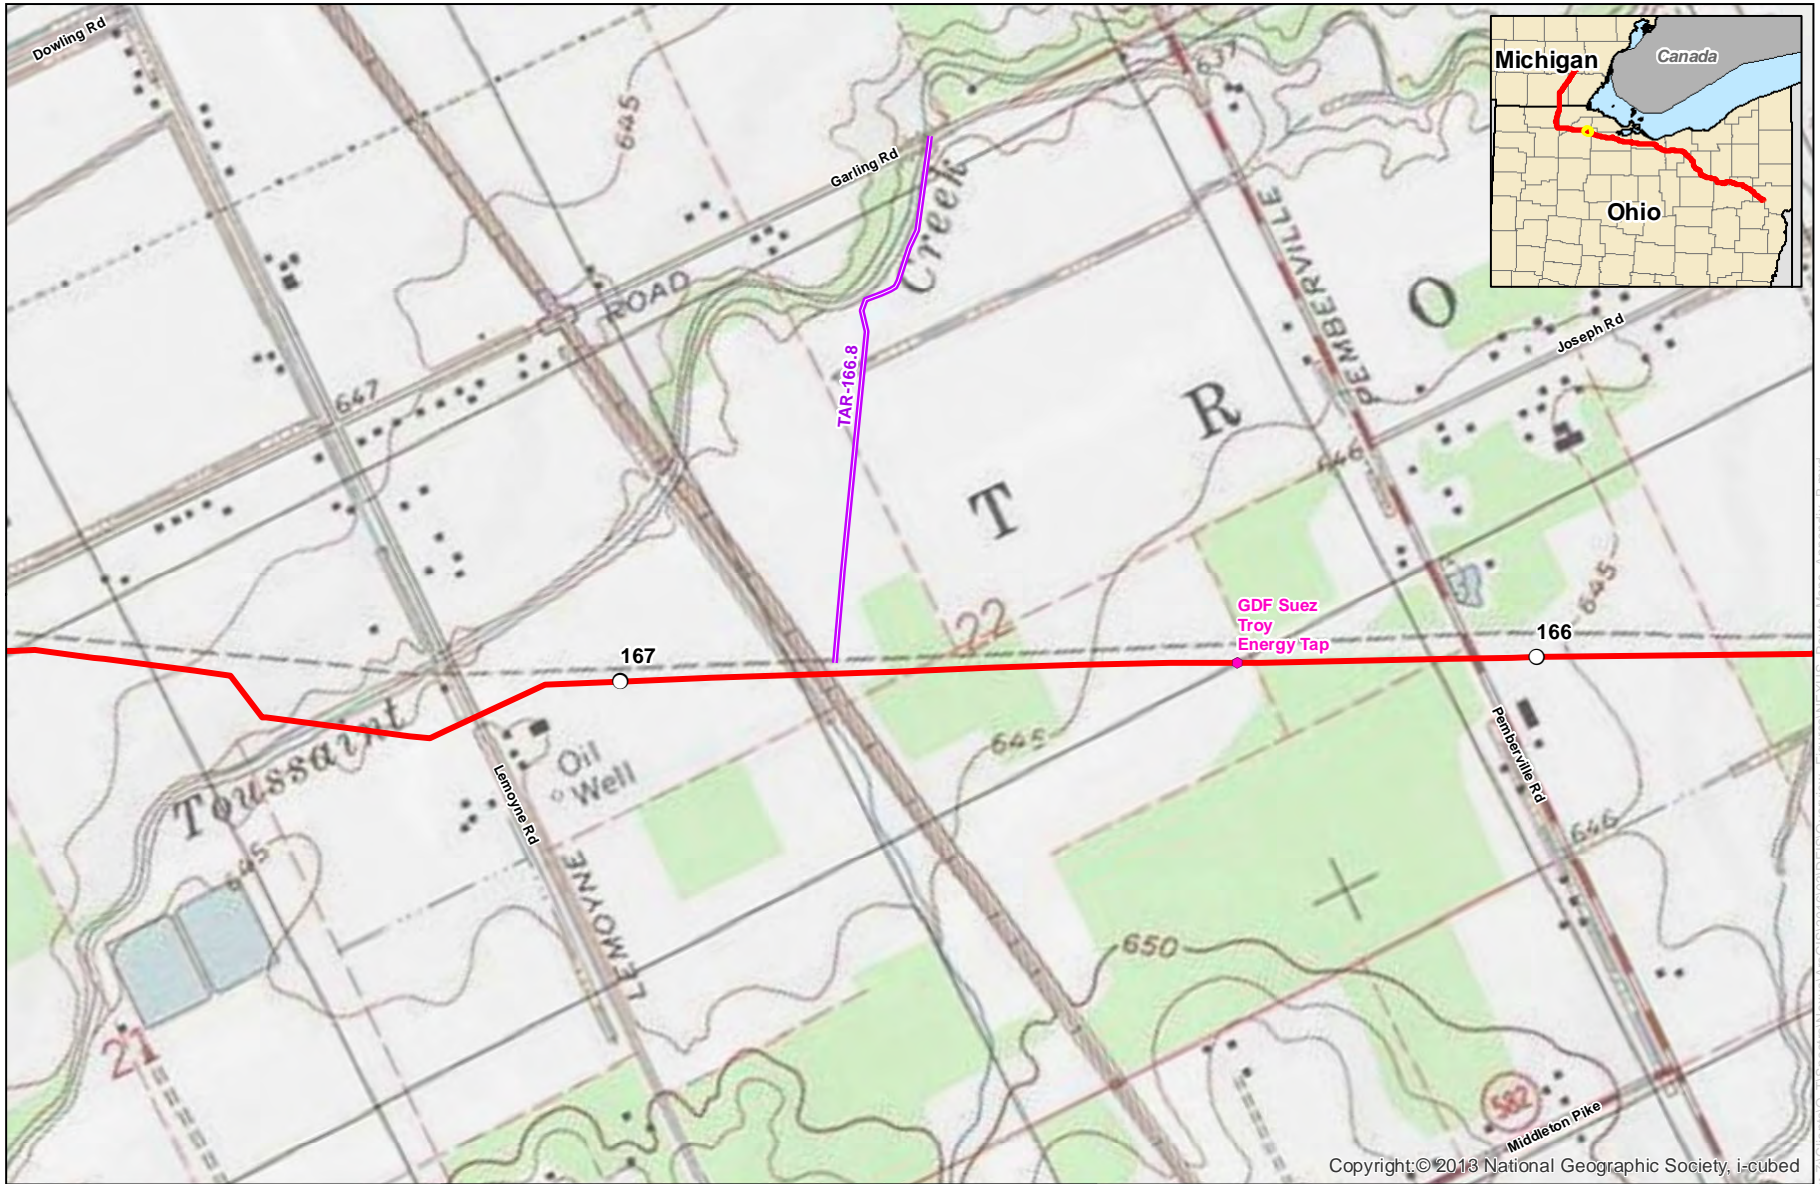 Dowling Rd
637
Michigan
Canada
Ohio
645
Garling Rd
Creek
ROAD
PEMBERVILLE
O
Joseph Rd
647
TAR-166.8
R
646
T
645
GDF Suez
Troy
Energy Tap
22
167
166
Toussaint
Oil
Well
645
Lemoyne Rd
Pemberville Rd
646
645
LEMOYNE
650
21
582
Middleton Pike
Copyright:© 2013 National Geographic Society, i-cubed